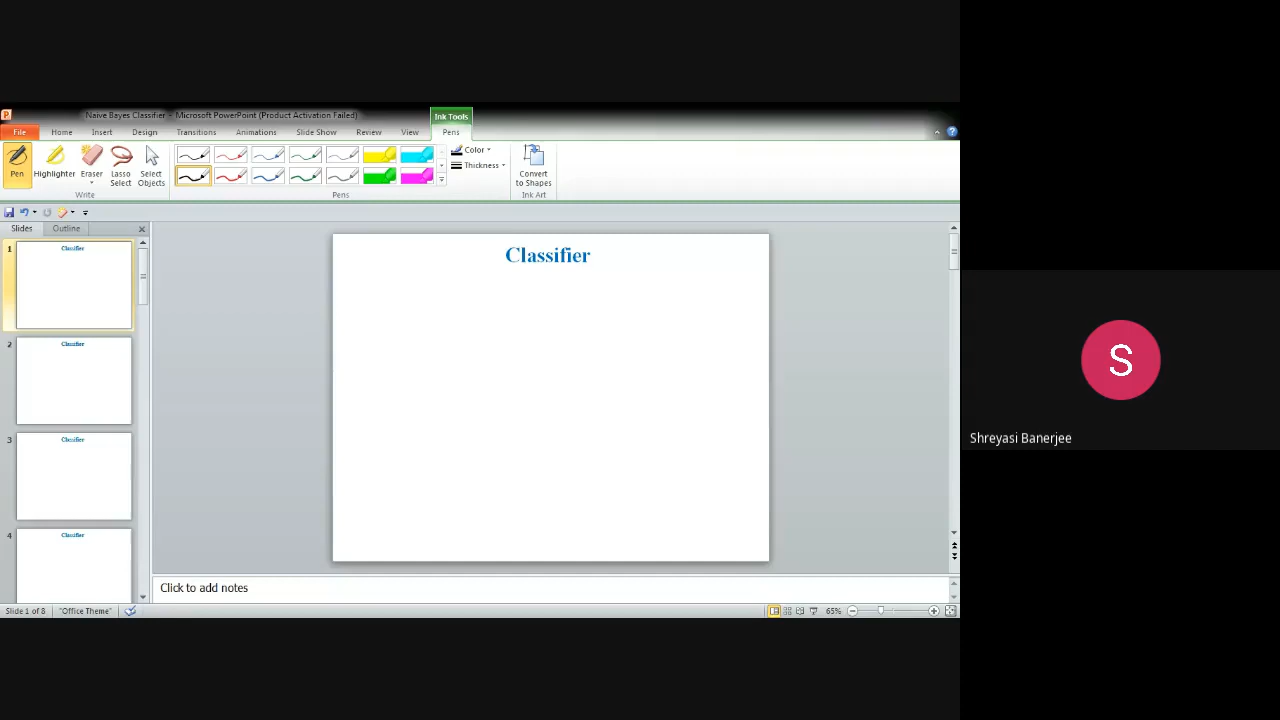 Naive Bayes Classifier - Microsoft PowerPoint (Product Activation Failed)
Ink Tools
File Home Insert Design Transitions Animations Slide Show Review View Pens
Pen Highlighter Eraser Lasso Select Select Objects
Color
Thickness
Convert to Shapes
Write Pens Ink Art
Slides Outline
1 Classifier
2 Classifier
3 Classifier
4 Classifier
Classifier
Click to add notes
Slide 1 of 8 "Office Theme" 65%
S
Shreyasi Banerjee